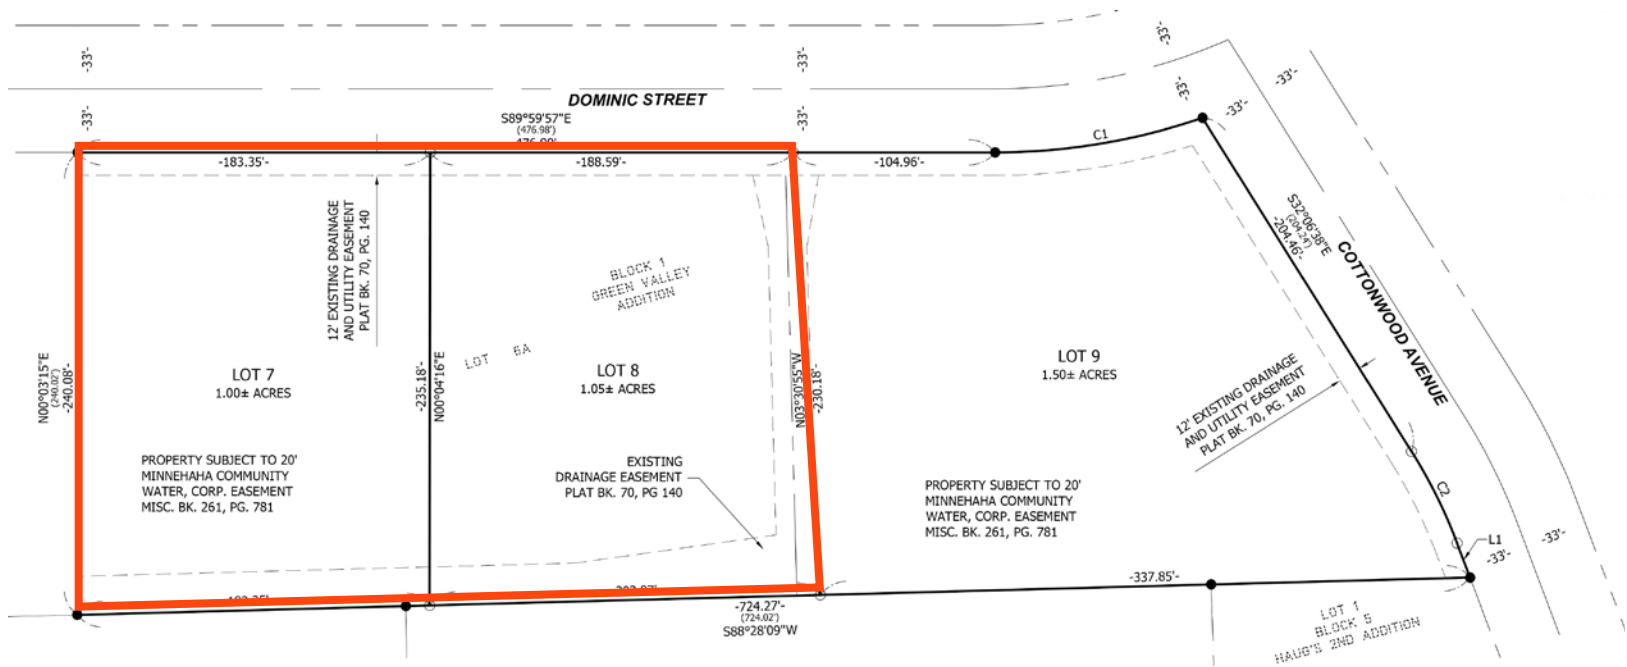 -33'-
-33'-
-33'-
-33'-
-33'-
-33'-
-33'-
-33'-
DOMINIC STREET
S89°59'57"E
(476.98')
-183.35'-
-188.59'-
-104.96'-
C1
12' EXISTING DRAINAGE
AND UTILITY EASEMENT
PLAT BK. 70, PG. 140
BLOCK 1
GREEN VALLEY
ADDITION
LOT 6A
S32°06'38"E
(204.24')
-204.46'-
COTTONWOOD AVENUE
N00°03'15"E
(240.02')
-240.08'-
LOT 7
1.00± ACRES
-235.18'-
N00°04'16"E
LOT 8
1.05± ACRES
N03°30'55"W
-230.18'-
LOT 9
1.50± ACRES
12' EXISTING DRAINAGE
AND UTILITY EASEMENT
PLAT BK. 70, PG. 140
PROPERTY SUBJECT TO 20'
MINNEHAHA COMMUNITY
WATER, CORP. EASEMENT
MISC. BK. 261, PG. 781
EXISTING
DRAINAGE EASEMENT
PLAT BK. 70, PG 140
PROPERTY SUBJECT TO 20'
MINNEHAHA COMMUNITY
WATER, CORP. EASEMENT
MISC. BK. 261, PG. 781
C2
L1
-33'-
-33'-
-337.85'-
-724.27'-
(724.02')
S88°28'09"W
LOT 1
BLOCK 5
HAUG'S 2ND ADDITION